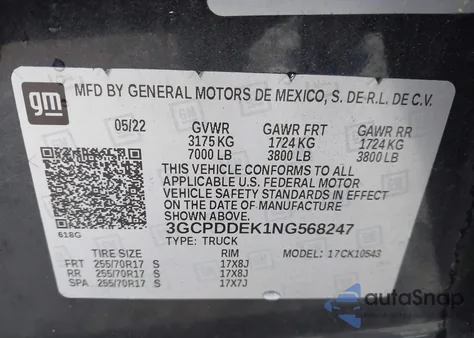 gm MFD BY GENERAL MOTORS DE MEXICO, S. DE R.L. DE C.V.
05/22 GVWR GAWR FRT GAWR RR
3175 KG 1724 KG 1724 KG
7000 LB 3800 LB 3800 LB
THIS VEHICLE CONFORMS TO ALL
APPLICABLE U.S. FEDERAL MOTOR
VEHICLE SAFETY STANDARDS IN EFFECT
ON THE DATE OF MANUFACTURE
SHOWN ABOVE.
3GCPDDEK1NG568247
618G TYPE: TRUCK MODEL: 17CK10543
TIRE SIZE RIM
FRT 255/70R17 S 17X8J
RR 255/70R17 S 17X8J
SPA 255/70R17 S 17X7J
autaSnap